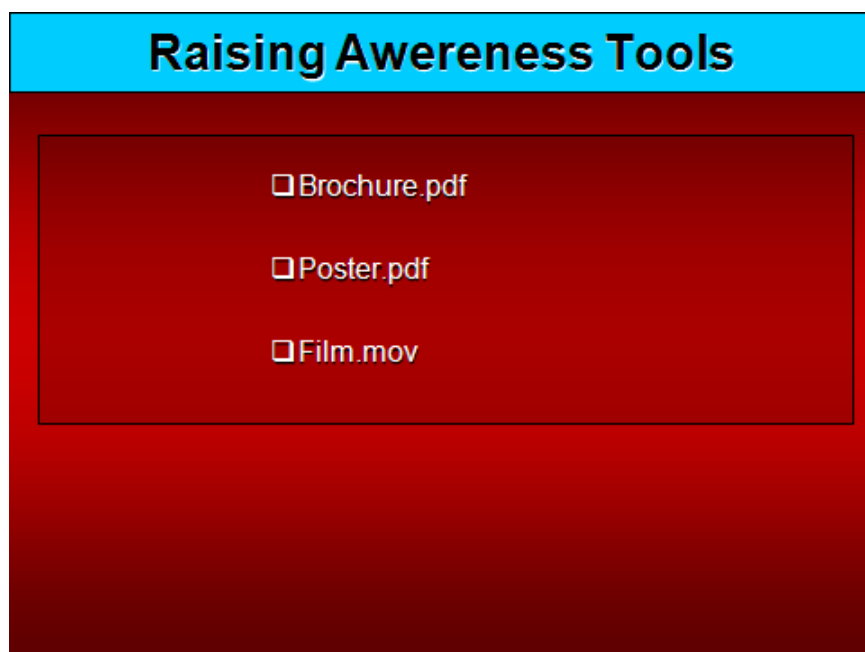 Raising Awereness Tools
❑Brochure.pdf
❑Poster.pdf
❑Film.mov